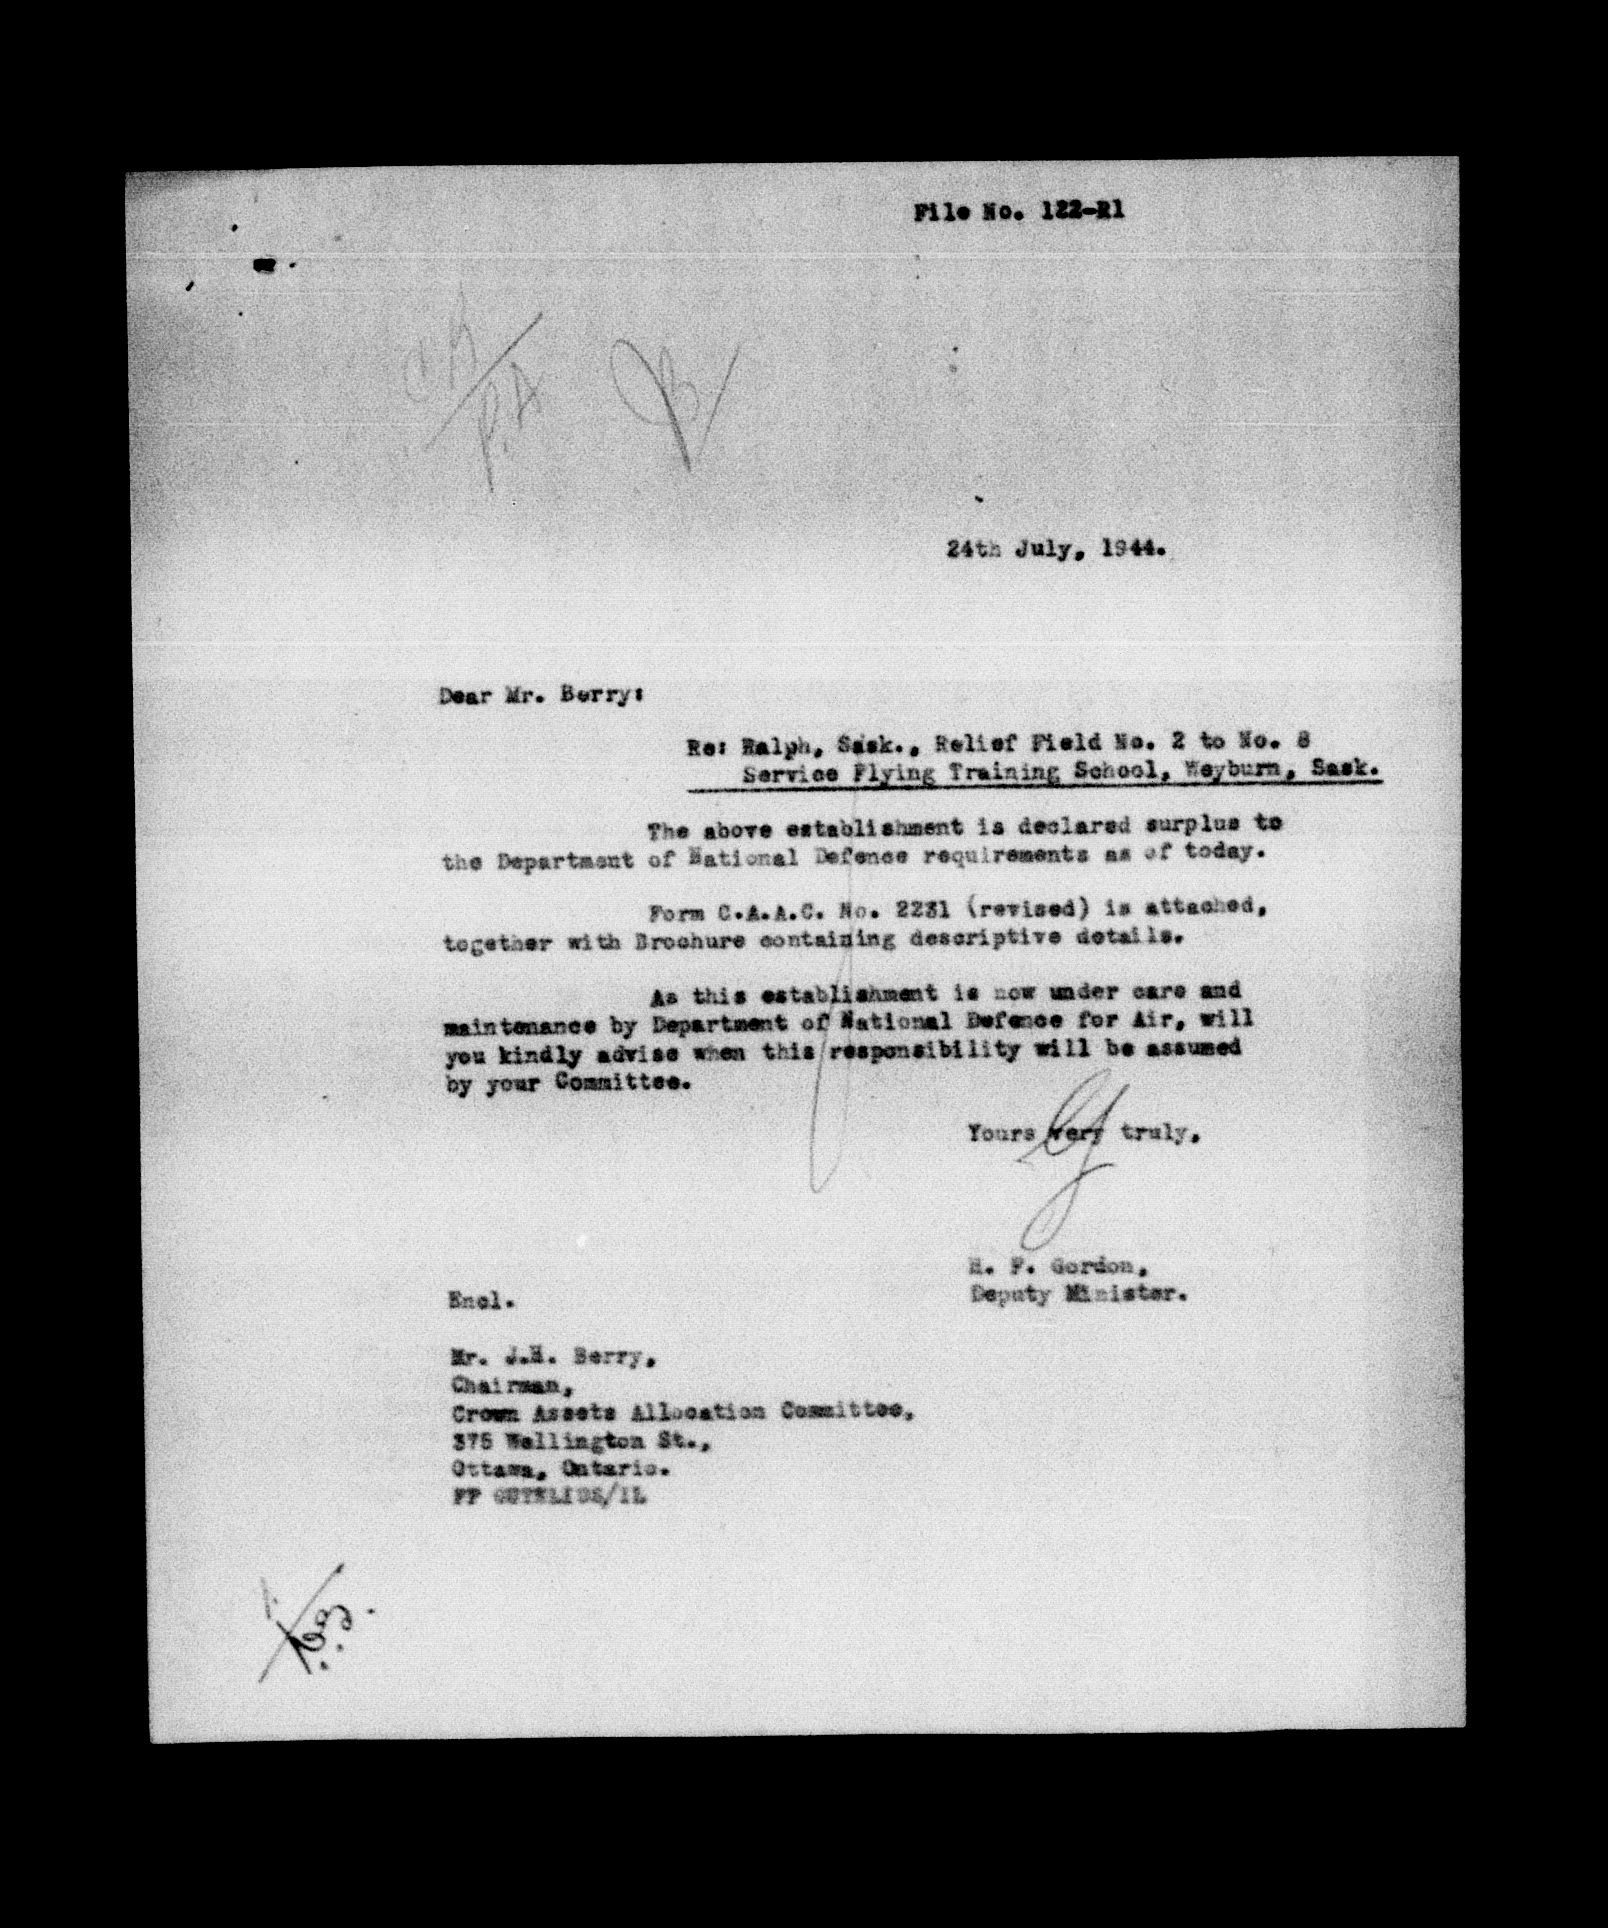 File No. 122-R1
C.A
P.A
24th July, 1944.
Dear Mr. Berry:
Re: Ralph, Sask., Relief Field No. 2 to No. 8
Service Flying Training School, Weyburn, Sask.
The above establishment is declared surplus to
the Department of National Defence requirements as of today.
Form C.A.A.C. No. 2231 (revised) is attached,
together with Brochure containing descriptive details.
As this establishment is now under care and
maintenance by Department of National Defence for Air, will
you kindly advise when this responsibility will be assumed
by your Committee.
Yours very truly,
H. F. Gordon,
Deputy Minister.
Encl.
Mr. J.H. Berry,
Chairman,
Crown Assets Allocation Committee,
375 Wellington St.,
Ottawa, Ontario.
FF